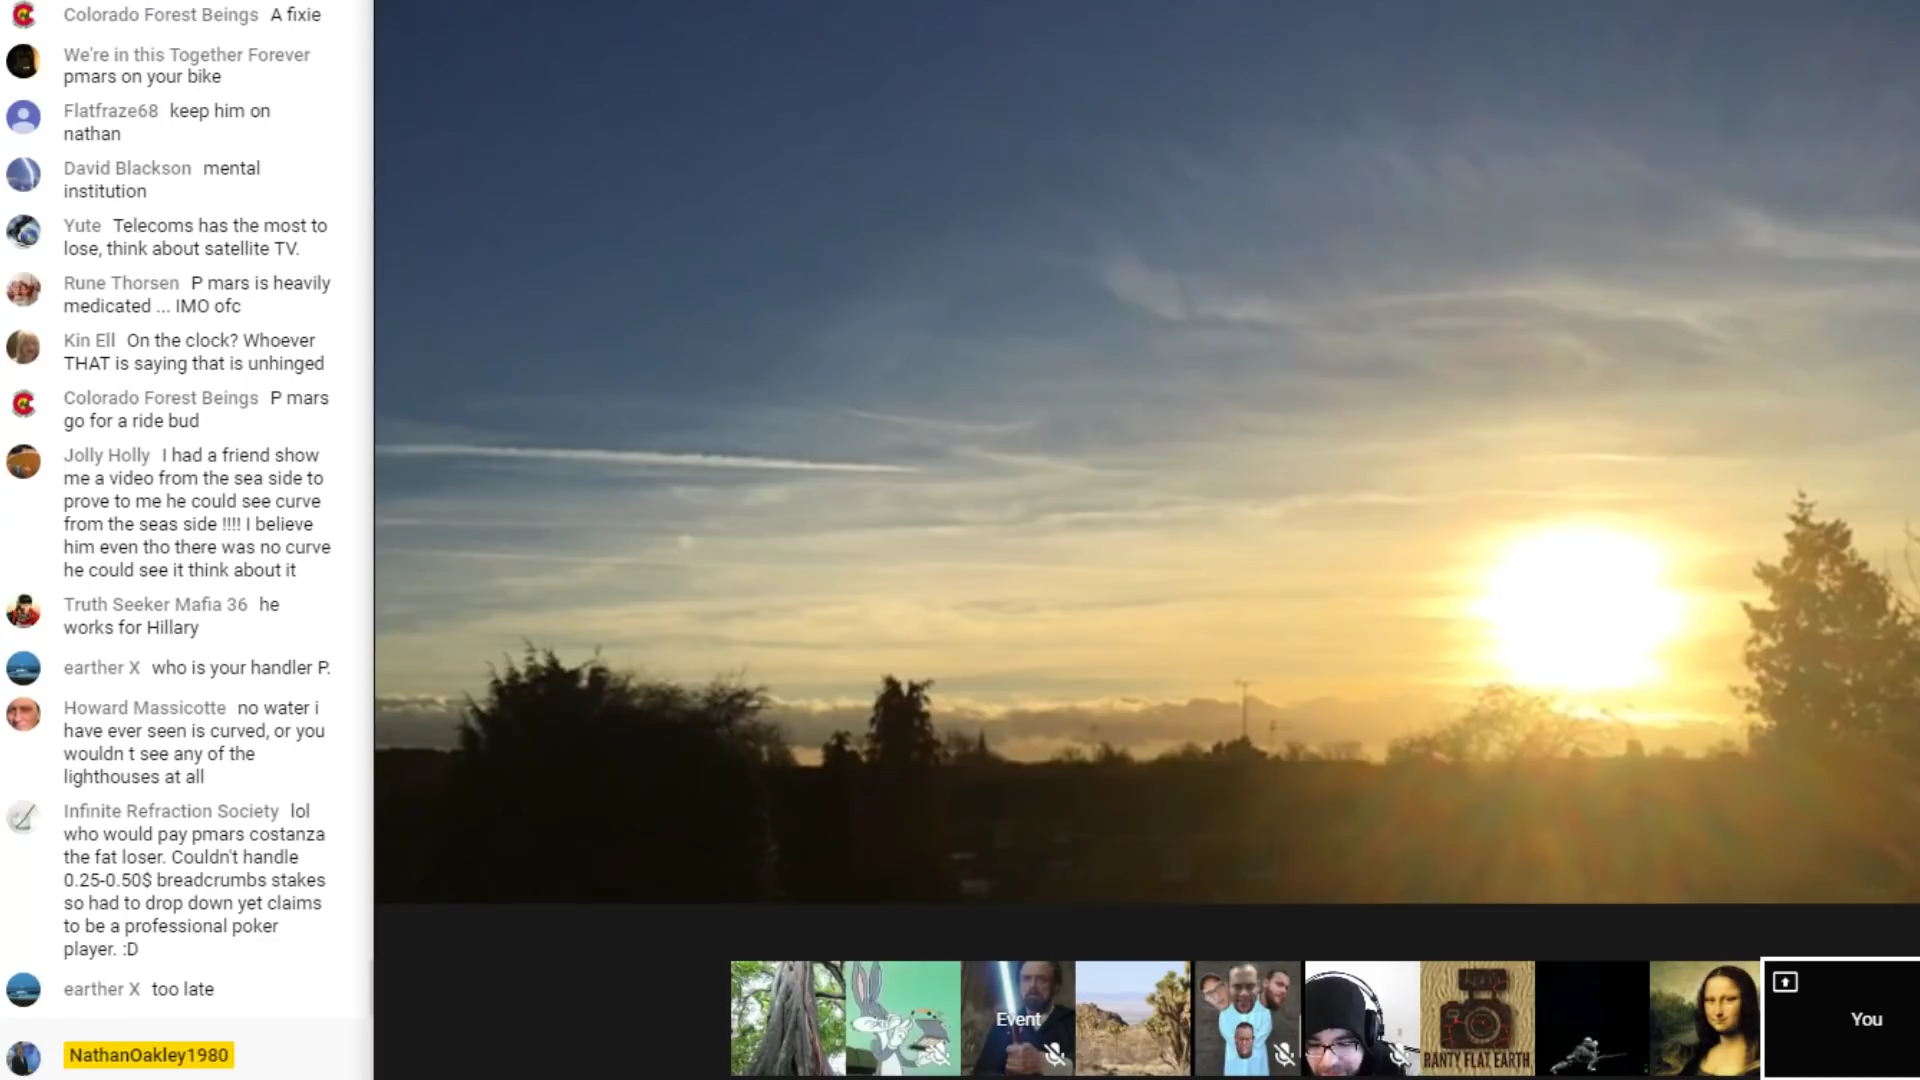 Colorado Forest Beings A fixie
We're in this Together Forever
pmars on your bike
Flatfraze68 keep him on
nathan
David Blackson mental
institution
Yute Telecoms has the most to
lose, think about satellite TV.
Rune Thorsen P mars is heavily
medicated ... IMO ofc
Kin Ell On the clock? Whoever
THAT is saying that is unhinged
Colorado Forest Beings P mars
go for a ride bud
Jolly Holly I had a friend show
me a video from the sea side to
prove to me he could see curve
from the seas side !!!! I believe
him even tho there was no curve
he could see it think about it
Truth Seeker Mafia 36 he
works for Hillary
earther X who is your handler P.
Howard Massicotte no water i
have ever seen is curved, or you
wouldn t see any of the
lighthouses at all
Infinite Refraction Society lol
who would pay pmars costanza
the fat loser. Couldn't handle
0.25-0.50$ breadcrumbs stakes
so had to drop down yet claims
to be a professional poker
player. :D
earther X too late
NathanOakley1980
Event
RANTY FLAT EARTH
You